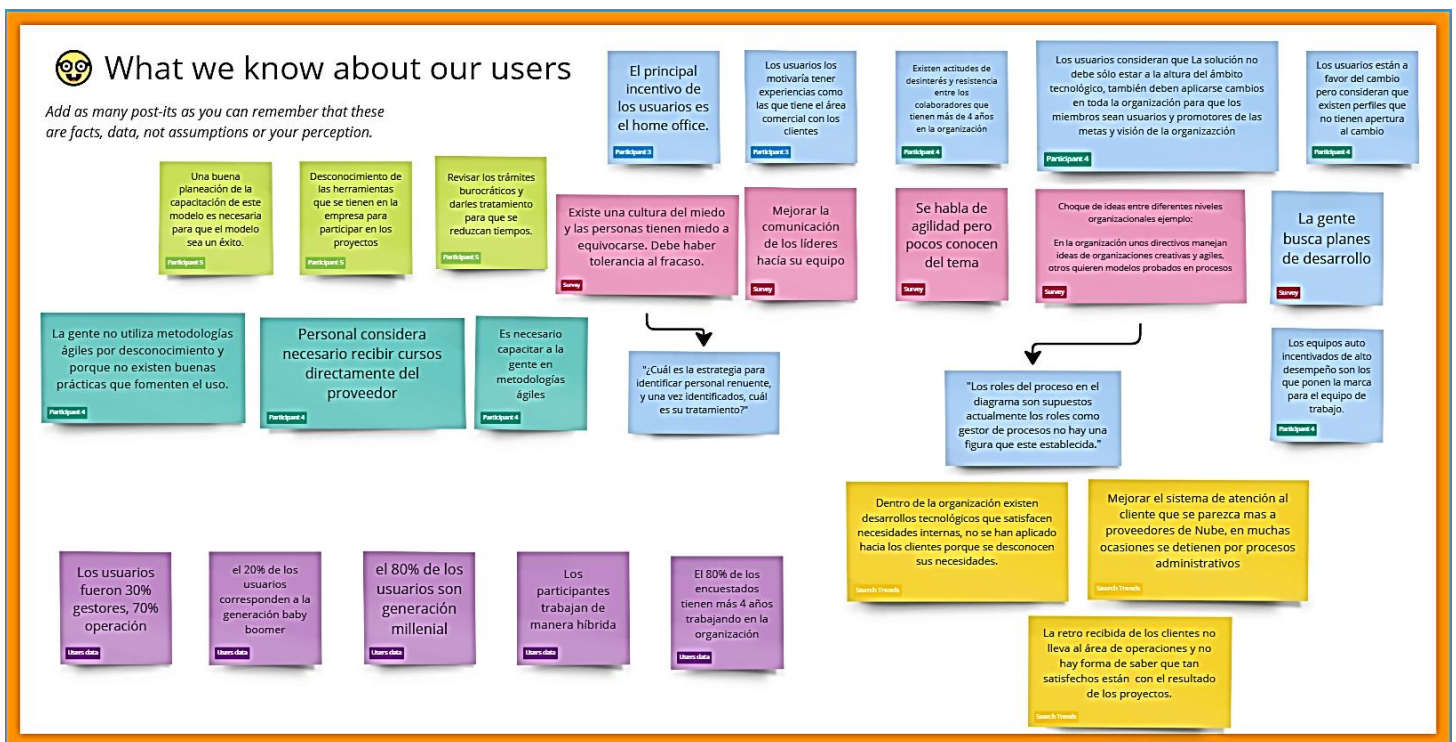 What we know about our users
Add as many post-its as you can remember that these
are facts, data, not assumptions or your perception.
El principal
incentivo de
los usuarios es
el home office.
Participant 3
Los usuarios los
motivaría tener
experiencias como
las que tiene el área
comercial con los
clientes
Participant 3
Existen actitudes de
desinterés y resistencia
entre los
colaboradores que
tienen más de 4 años
en la organización
Participant 4
Los usuarios consideran que La solución no
debe sólo estar a la altura del ámbito
tecnológico, también deben aplicarse cambios
en toda la organización para que los
miembros sean usuarios y promotores de las
metas y visión de la organizazción
Participant 4
Los usuarios están a
favor del cambio
pero consideran que
existen perfiles que
no tienen apertura
al cambio
Participant 4
Una buena
planeación de la
capacitación de este
modelo es necesaria
para que el modelo
sea un éxito.
Participant 5
Desconocimiento de
las herramientas
que se tienen en la
empresa para
participar en los
proyectos
Participant 5
Revisar los trámites
burocráticos y
darles tratamiento
para que se
reduzcan tiempos.
Participant 5
Existe una cultura del miedo
y las personas tienen miedo a
equivocarse. Debe haber
tolerancia al fracaso.
Survey
Mejorar la
comunicación
de los líderes
hacía su equipo
Survey
Se habla de
agilidad pero
pocos conocen
del tema
Survey
Choque de ideas entre diferentes niveles
organizacionales ejemplo:
En la organización unos directivos manejan
ideas de organizaciones creativas y agiles,
otros quieren modelos probados en procesos
Survey
La gente
busca planes
de desarrollo
Survey
La gente no utiliza metodologías
ágiles por desconocimiento y
porque no existen buenas
prácticas que fomenten el uso.
Participant 4
Personal considera
necesario recibir cursos
directamente del
proveedor
Participant 4
Es necesario
capacitar a la
gente en
metodologías
ágiles
Participant 4
"¿Cuál es la estrategia para
identificar personal renuente,
y una vez identificados, cuál
es su tratamiento?"
"Los roles del proceso en el
diagrama son supuestos
actualmente los roles como
gestor de procesos no hay una
figura que este establecida."
Los equipos auto
incentivados de alto
desempeño son los
que ponen la marca
para el equipo de
trabajo.
Participant 4
Dentro de la organización existen
desarrollos tecnológicos que satisfacen
necesidades internas, no se han aplicado
hacia los clientes porque se desconocen
sus necesidades.
Search Trends
Mejorar el sistema de atención al
cliente que se parezca mas a
proveedores de Nube, en muchas
ocasiones se detienen por procesos
administrativos
Search Trends
Los usuarios
fueron 30%
gestores, 70%
operación
Users data
el 20% de los
usuarios
corresponden a la
generación baby
boomer
Users data
el 80% de los
usuarios son
generación
millenial
Users data
Los
participantes
trabajan de
manera híbrida
Users data
El 80% de los
encuestados
tienen más 4 años
trabajando en la
organización
Users data
La retro recibida de los clientes no
lleva al área de operaciones y no
hay forma de saber que tan
satisfechos están con el resultado
de los proyectos.
Search Trends